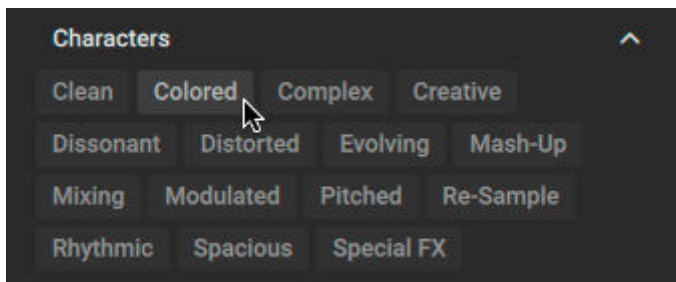 Characters
Clean Colored Complex Creative
Dissonant Distorted Evolving Mash-Up
Mixing Modulated Pitched Re-Sample
Rhythmic Spacious Special FX